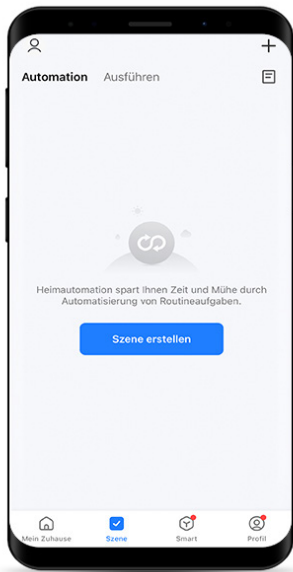 Automation Ausführen
Heimautomation spart Ihnen Zeit und Mühe durch
Automatisierung von Routineaufgaben.
Szene erstellen
Mein Zuhause Szene Smart Profil